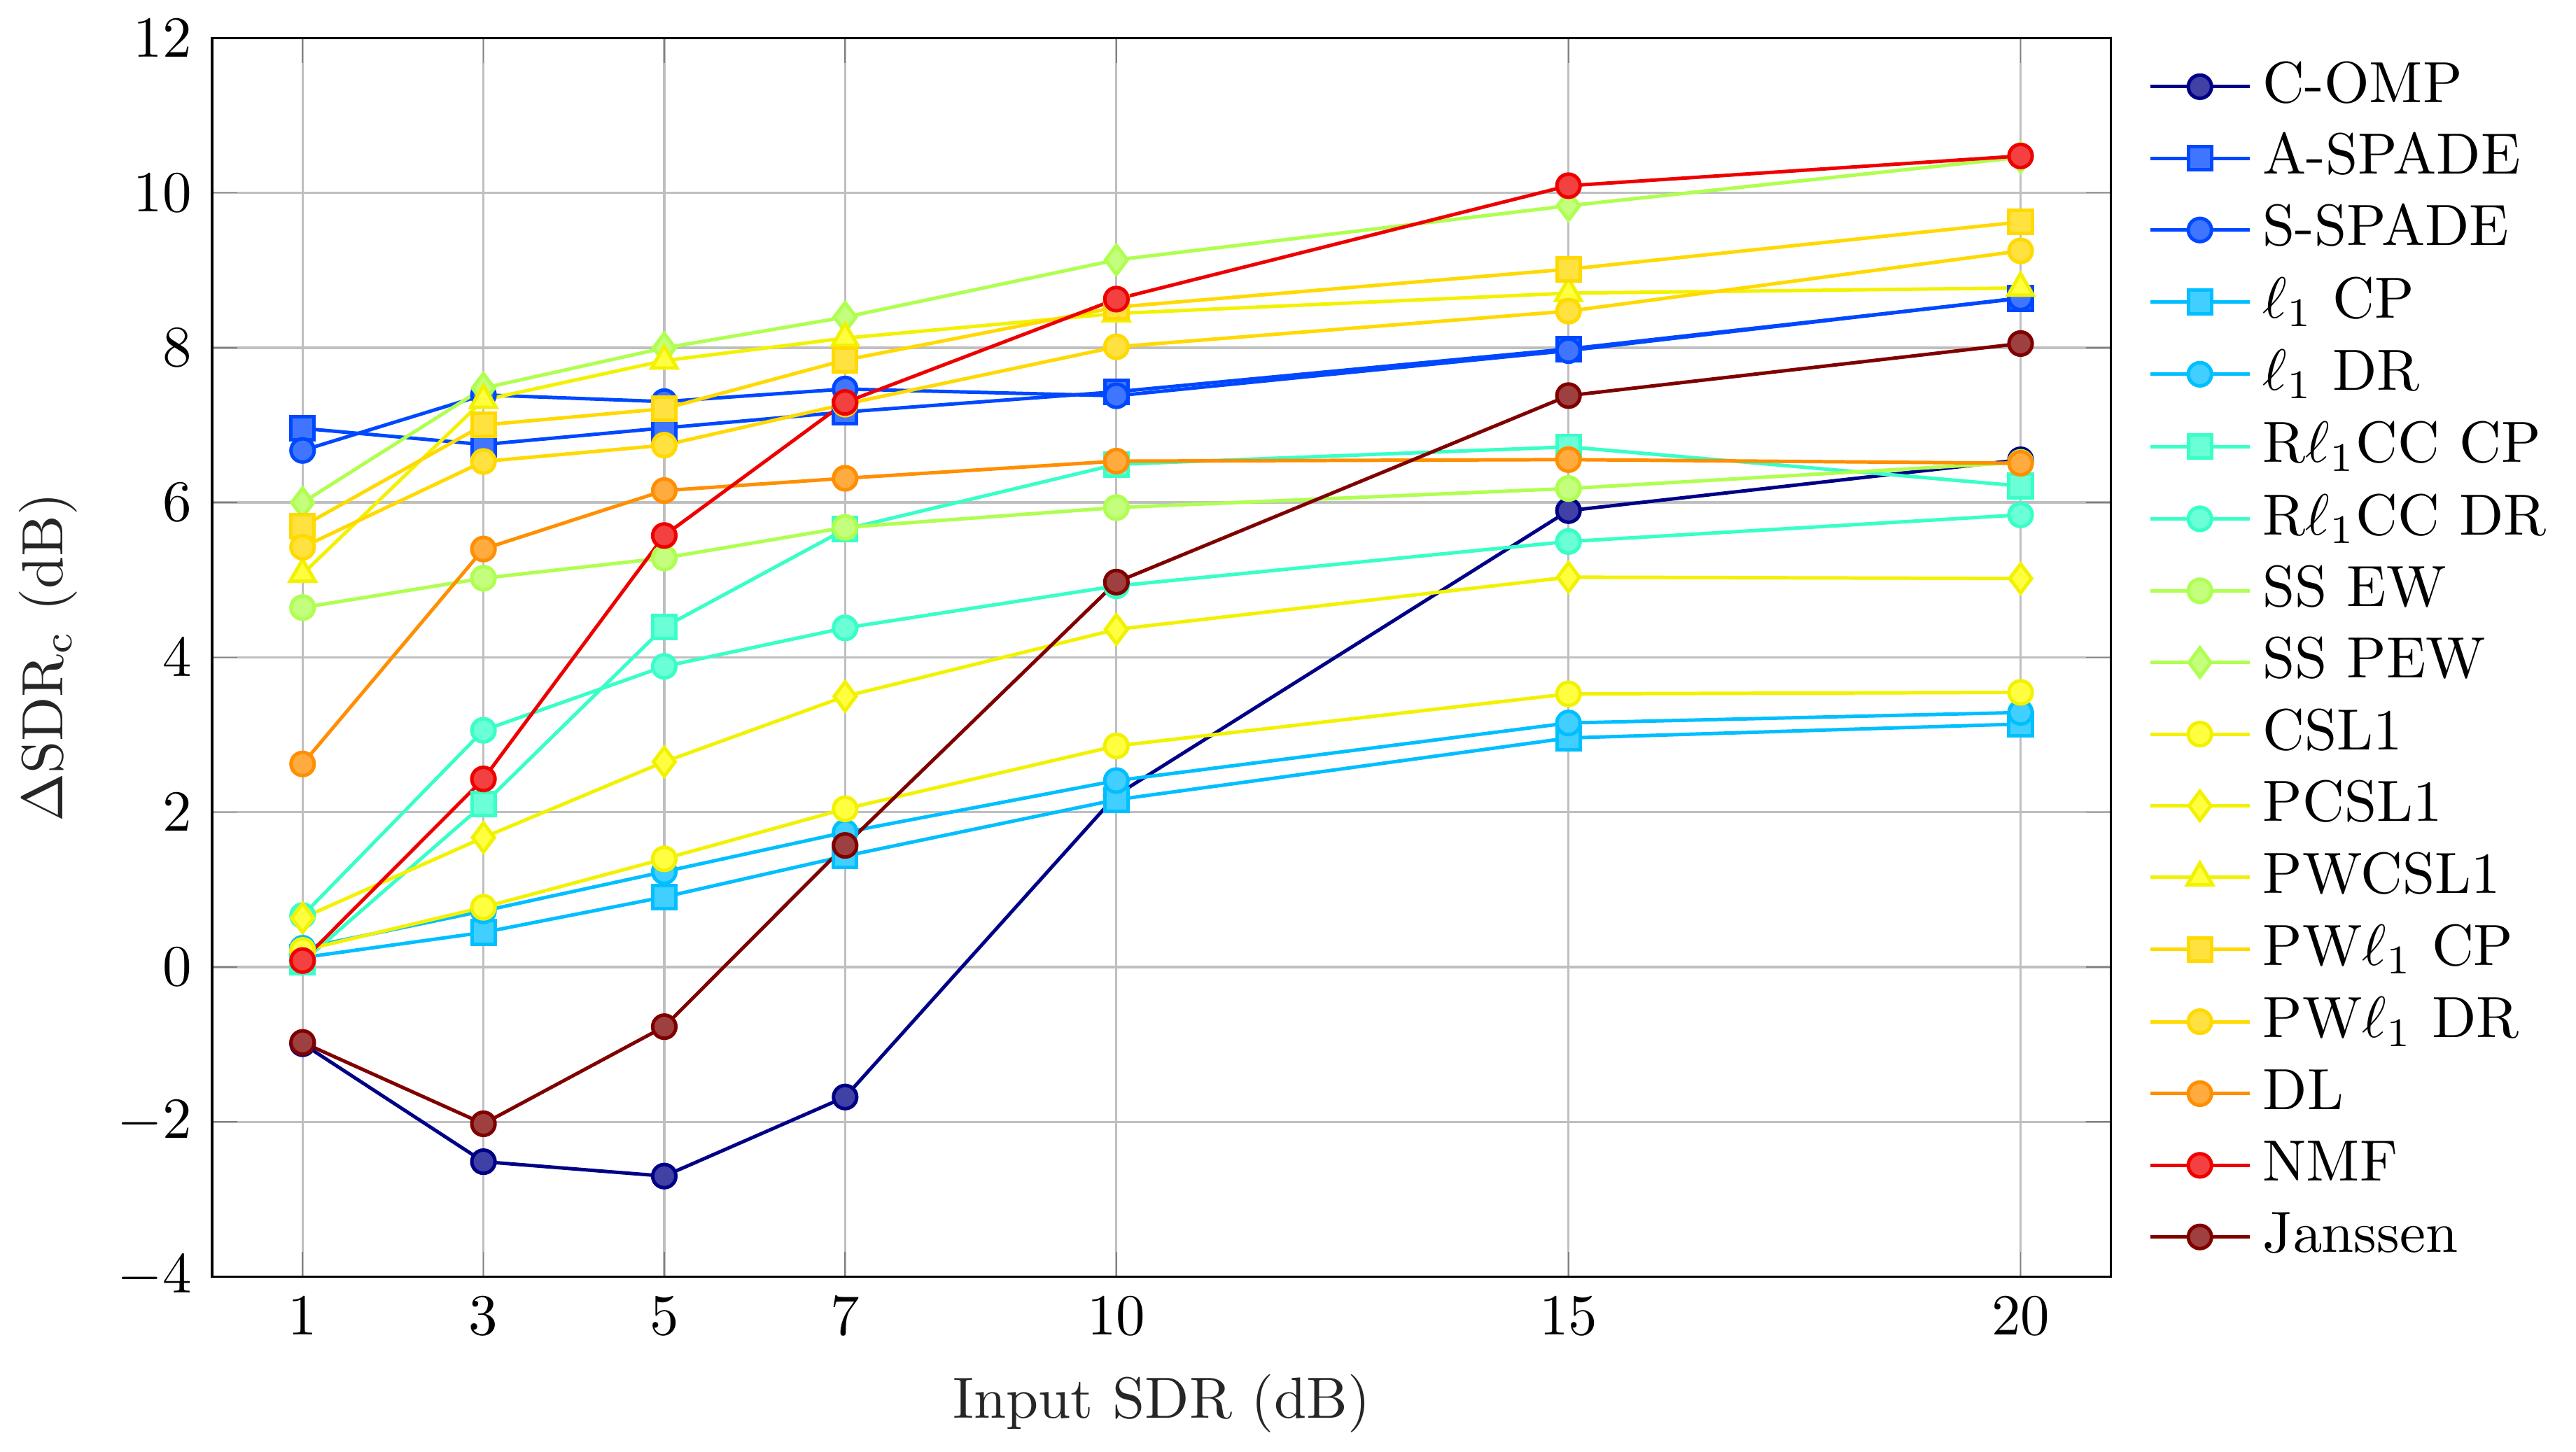 12
10
8
6
4
2
0
−2
−4
ΔSDR_c (dB)
1 3 5 7 10 15 20
Input SDR (dB)
C-OMP
A-SPADE
S-SPADE
ℓ₁ CP
ℓ₁ DR
Rℓ₁CC CP
Rℓ₁CC DR
SS EW
SS PEW
CSL1
PCSL1
PWCSL1
PWℓ₁ CP
PWℓ₁ DR
DL
NMF
Janssen